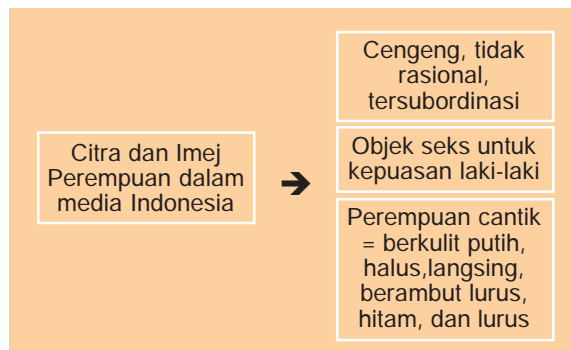 Citra dan Imej
Perempuan dalam
media Indonesia
➔
Cengeng, tidak
rasional,
tersubordinasi
Objek seks untuk
kepuasan laki-laki
Perempuan cantik
= berkulit putih,
halus,langsing,
berambut lurus,
hitam, dan lurus